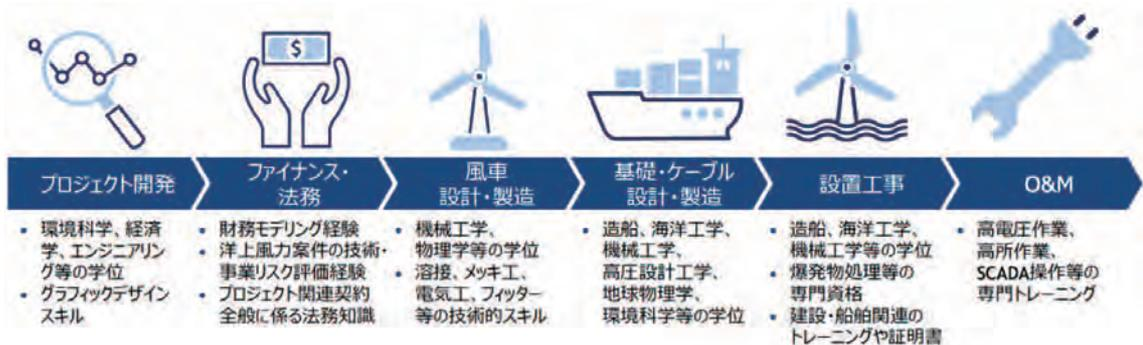 $
プロジェクト開発
ファイナンス・
法務
風車
設計・製造
基礎・ケーブル
設計・製造
設置工事
O&M
• 環境科学、経済
学、エンジニアリン
グ等の学位
• グラフィックデザイン
スキル
• 財務モデリング経験
• 洋上風力案件の技術・
事業リスク評価経験
• プロジェクト関連契約
全般に係る法務知識
• 機械工学、
物理学等の学位
• 溶接、メッキ工、
電気工、フィッター
等の技術的スキル
• 造船、海洋工学、
機械工学、
高圧設計工学、
地球物理学、
環境科学等の学位
• 造船、海洋工学、
機械工学等の学位
• 爆発物処理等の
専門資格
• 建設・船舶関連の
トレーニングや証明書
• 高電圧作業、
高所作業、
SCADA操作等の
専門トレーニング